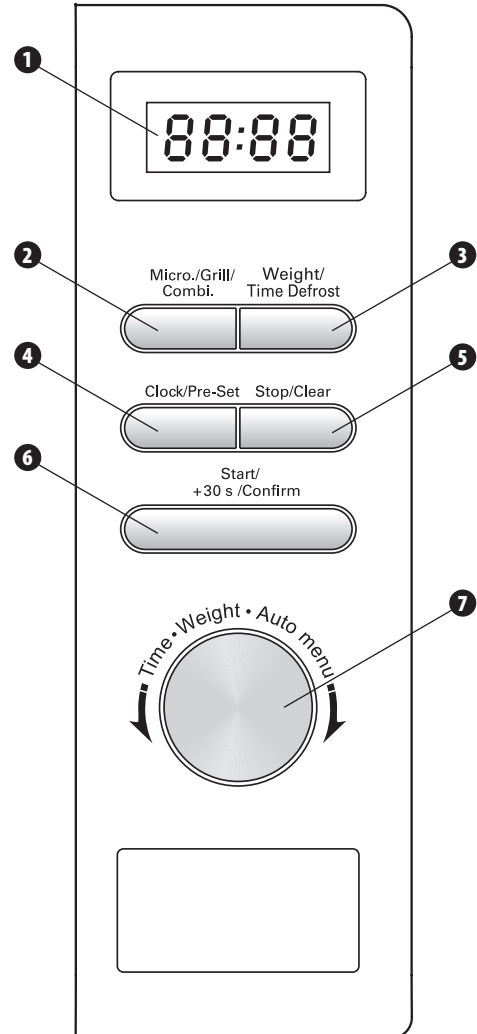 1
88:88
2
Micro./Grill/
Combi.
Weight/
Time Defrost
3
4
Clock/Pre-Set
Stop/Clear
5
6
Start/
+30 s /Confirm
7
Time • Weight • Auto menu